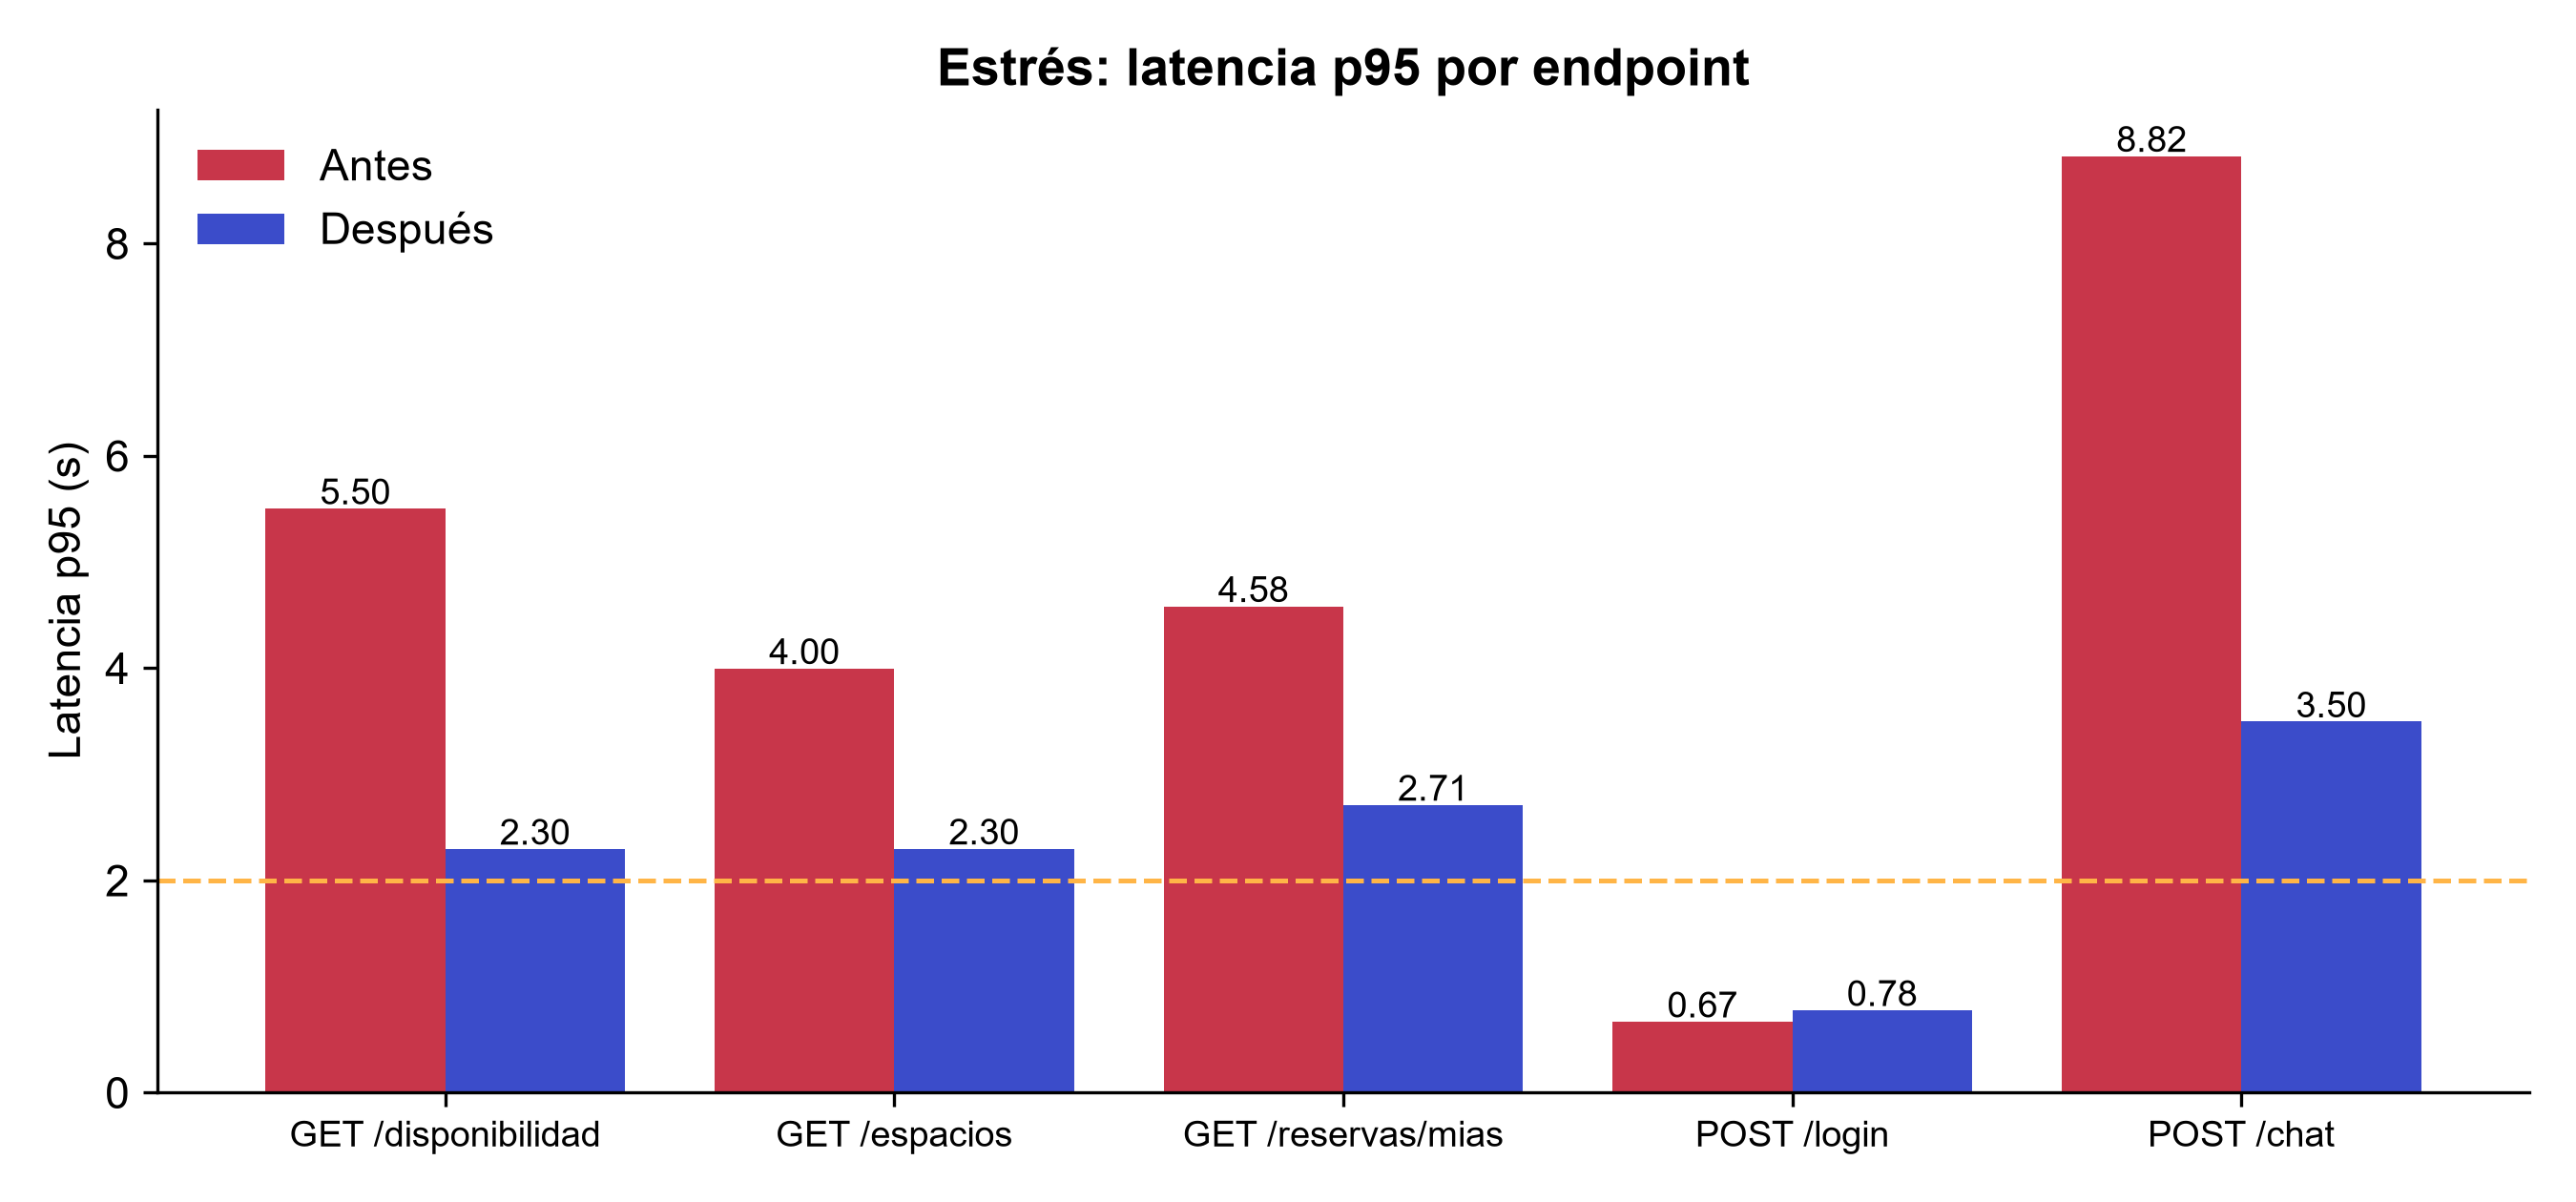 Estrés: latencia p95 por endpoint
Antes
Después
Latencia p95 (s)
8
6
4
2
0
5.50
2.30
4.00
2.30
4.58
2.71
0.67
0.78
8.82
3.50
GET /disponibilidad
GET /espacios
GET /reservas/mias
POST /login
POST /chat